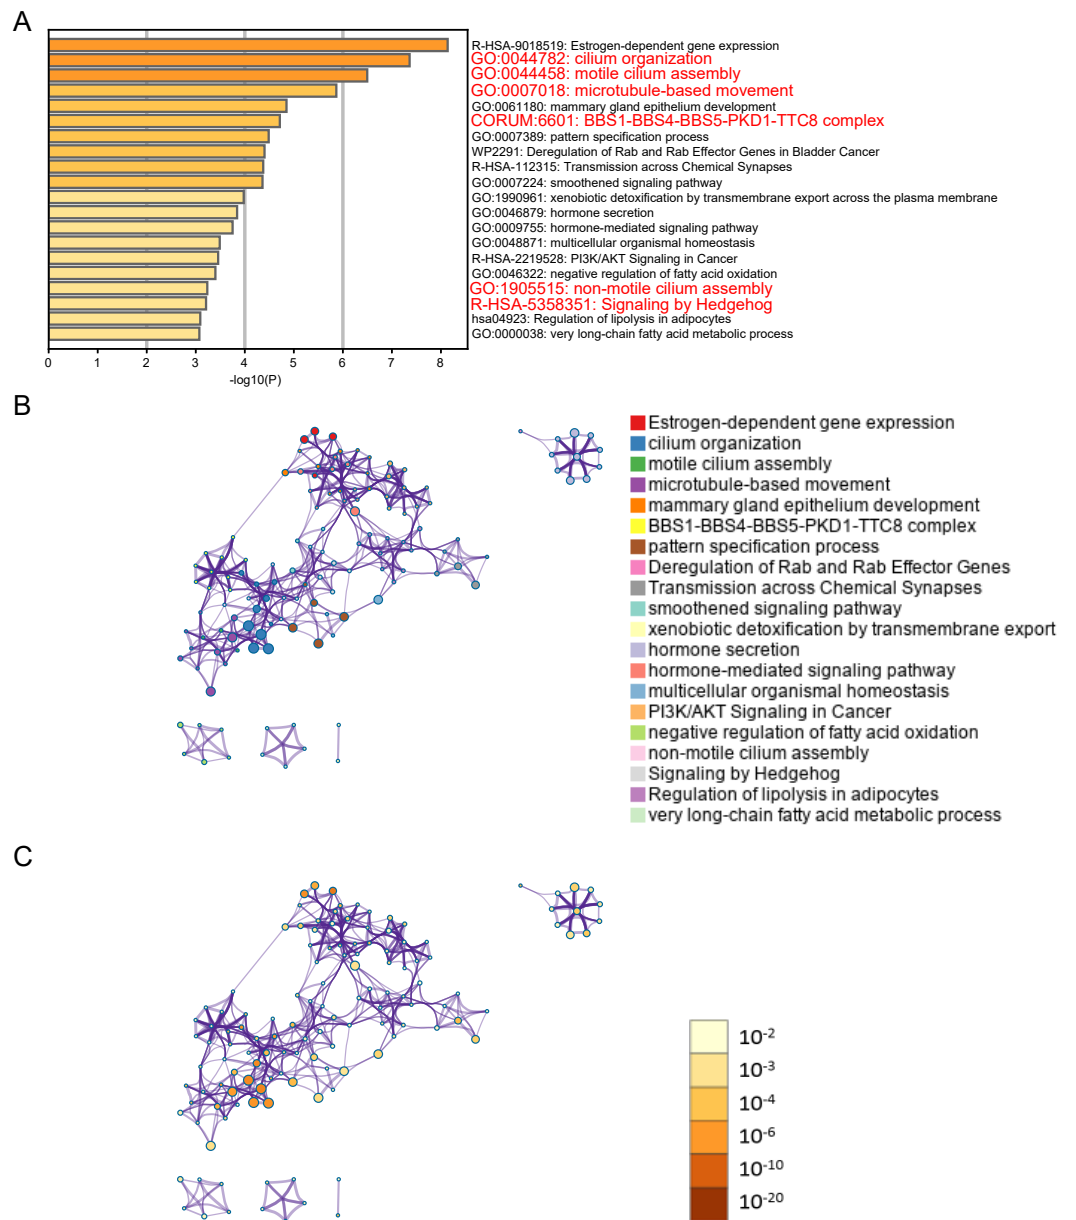 A
R-HSA-9018519: Estrogen-dependent gene expression
GO:0044782: cilium organization
GO:0044458: motile cilium assembly
GO:0007018: microtubule-based movement
GO:0061180: mammary gland epithelium development
CORUM:6601: BBS1-BBS4-BBS5-PKD1-TTC8 complex
GO:0007389: pattern specification process
WP2291: Deregulation of Rab and Rab Effector Genes in Bladder Cancer
R-HSA-112315: Transmission across Chemical Synapses
GO:0007224: smoothened signaling pathway
GO:1990961: xenobiotic detoxification by transmembrane export across the plasma membrane
GO:0046879: hormone secretion
GO:0009755: hormone-mediated signaling pathway
GO:0048871: multicellular organismal homeostasis
R-HSA-2219528: PI3K/AKT Signaling in Cancer
GO:0046322: negative regulation of fatty acid oxidation
GO:1905515: non-motile cilium assembly
R-HSA-5358351: Signaling by Hedgehog
hsa04923: Regulation of lipolysis in adipocytes
GO:0000038: very long-chain fatty acid metabolic process
0 1 2 3 4 5 6 7 8
-log10(P)
B
Estrogen-dependent gene expression
cilium organization
motile cilium assembly
microtubule-based movement
mammary gland epithelium development
BBS1-BBS4-BBS5-PKD1-TTC8 complex
pattern specification process
Deregulation of Rab and Rab Effector Genes
Transmission across Chemical Synapses
smoothened signaling pathway
xenobiotic detoxification by transmembrane export
hormone secretion
hormone-mediated signaling pathway
multicellular organismal homeostasis
PI3K/AKT Signaling in Cancer
negative regulation of fatty acid oxidation
non-motile cilium assembly
Signaling by Hedgehog
Regulation of lipolysis in adipocytes
very long-chain fatty acid metabolic process
C
10⁻²
10⁻³
10⁻⁴
10⁻⁶
10⁻¹⁰
10⁻²⁰